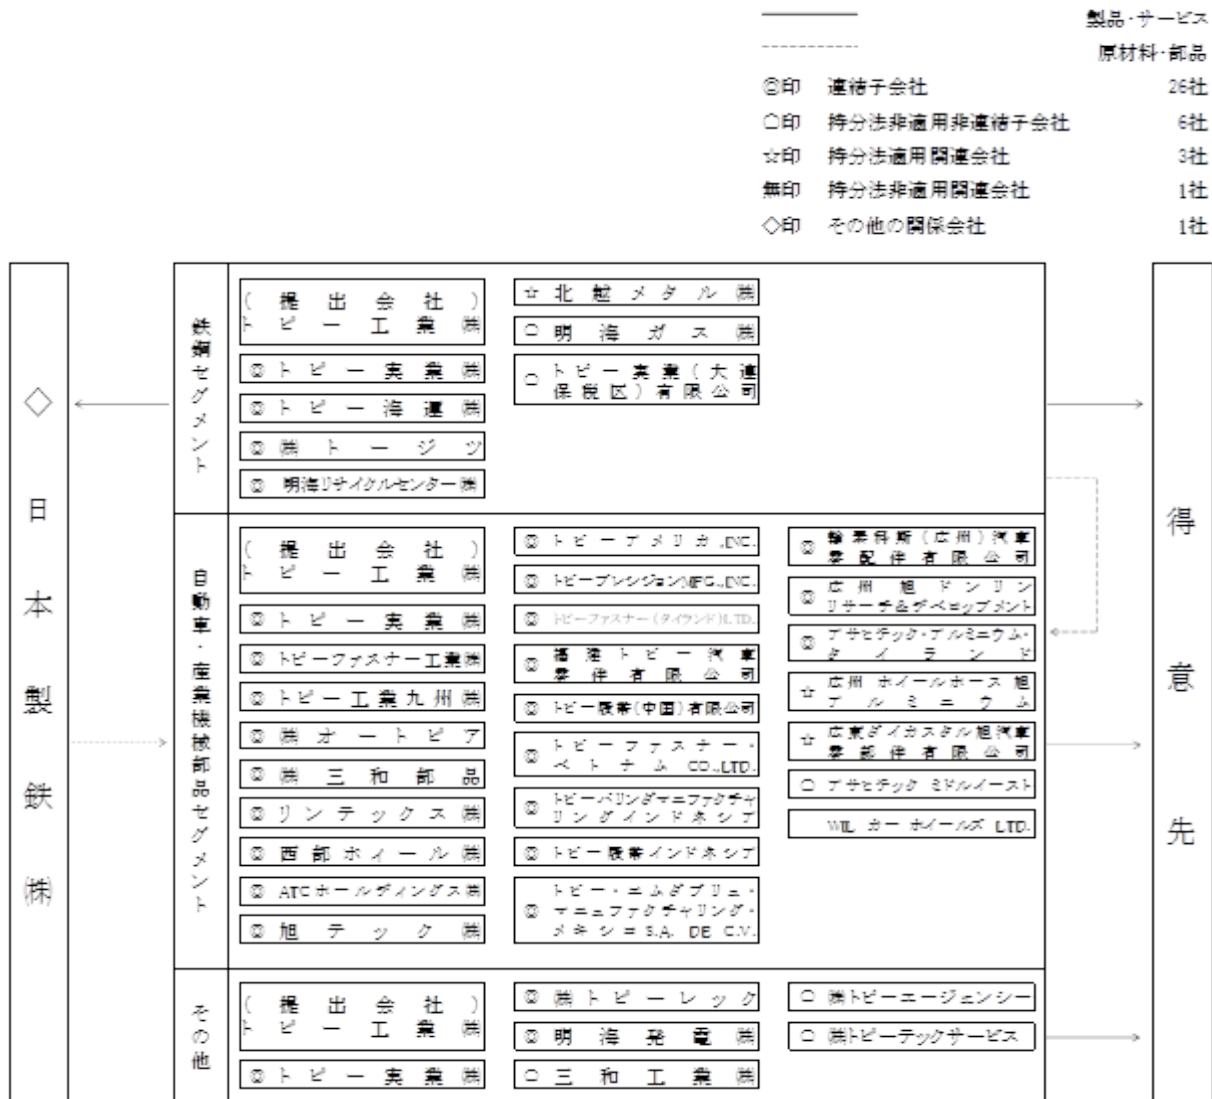 製品・サービス
原材料・部品
◎印 連結子会社 26社
○印 持分法非適用非連結子会社 6社
☆印 持分法適用関連会社 3社
無印 持分法非適用関連会社 1社
◇印 その他の関係会社 1社
◇日本製鉄㈱
鉄鋼セグメント
(提出会社)
トピー工業㈱
◎トピー実業㈱
◎トピー海運㈱
◎㈱トージツ
◎明海リサイクルセンター㈱
☆北越メタル㈱
○明海ガス㈱
○トピー実業(大連
保税区)有限公司
自動車・産業機械部品セグメント
(提出会社)
トピー工業㈱
◎トピー実業㈱
◎トピーファスナー工業㈱
◎トピー工業九州㈱
◎㈱オートピア
◎㈱三和部品
◎リンテックス㈱
◎西部ホイール㈱
◎ATCホールディングス㈱
◎旭テック㈱
◎トピーアメリカ,INC.
◎トピープレシジョンMFG.,INC.
◎トピーファスナー(タイランド)LTD.
◎福建トピー汽車
零件有限公司
◎トピー履帯(中国)有限公司
◎トピーファスナー・
ベトナム CO.,LTD.
◎トピーパリンダマニファクチャ
リングインドネシア
◎トピー履帯インドネシア
◎トピー・エムダブリュ・
マニュファクチャリング・
メキシコ S.A. DE C.V.
◎輪泰科斯(広州)汽車
零配件有限公司
◎広州旭ドンリン
リサーチ&デベロップメント
◎アサヒテック・アルミニウム・
タイランド
☆広州 ホイールホース 旭
アルミニウム
☆広東ダイカスタル旭汽車
零部件有限公司
○アサヒテック ミドルイースト
WIL カー ホイールズ LTD.
その他
(提出会社)
トピー工業㈱
◎トピー実業㈱
◎㈱トピーレック
◎明海発電㈱
○三和工業㈱
○㈱トピーエージェンシー
○㈱トピーテックサービス
得意先